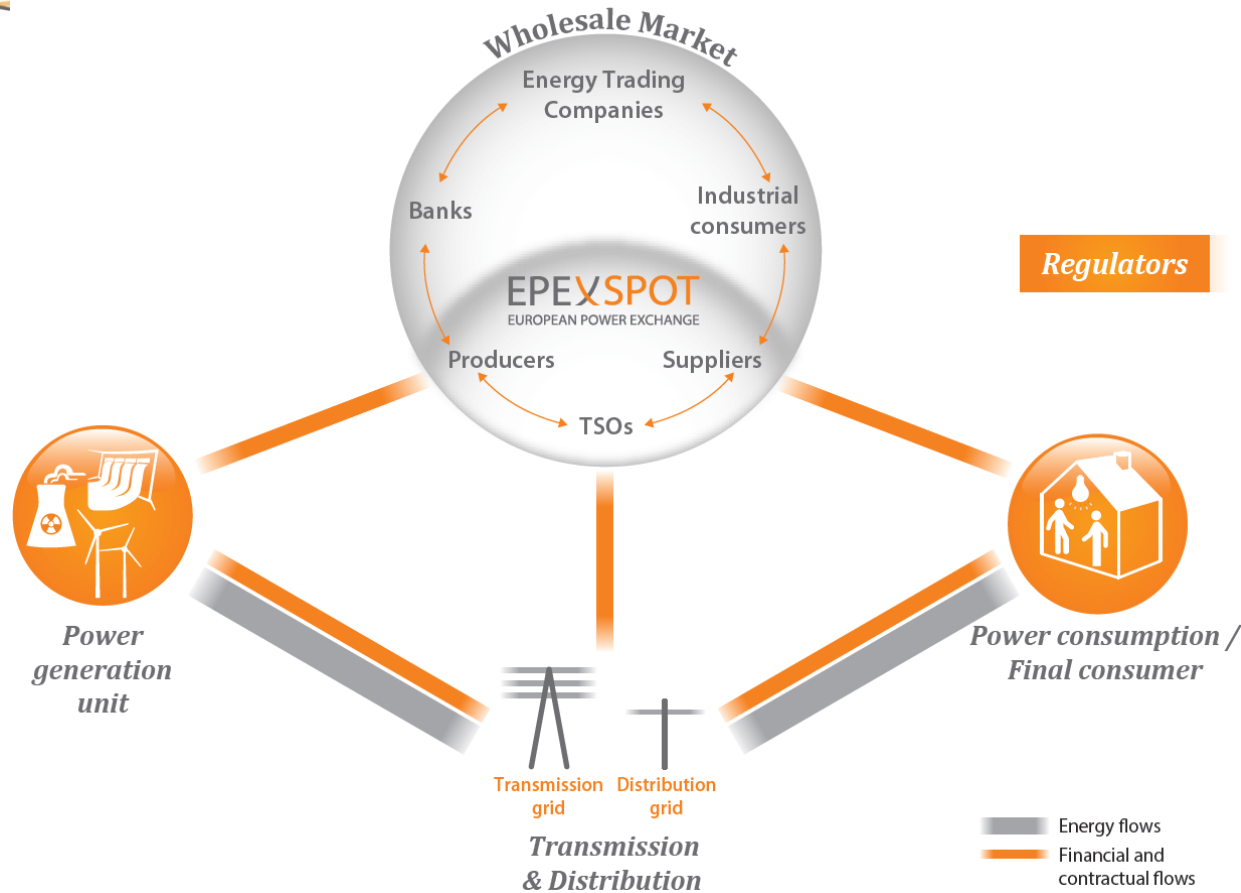 Wholesale Market
Energy Trading
Companies
Banks
Industrial
consumers
EPEXSPOT
EUROPEAN POWER EXCHANGE
Producers
Suppliers
TSOs
Regulators
Power
generation
unit
Power consumption /
Final consumer
Transmission
grid
Distribution
grid
Transmission
& Distribution
Energy flows
Financial and
contractual flows